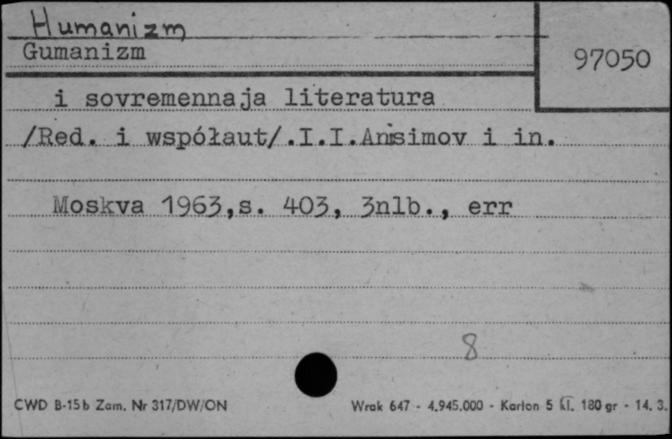 Humanizm
Gumanizm
97050
i sovremennaja literatura
/Red. i współaut/.I.I.Anisimov i in.
Moskva 1963,s. 403, 3nlb., err
8
CWD B-15b Zam. Nr 317/DW/ON
Wrak 647 - 4.945.000 - Karton 5 kl. 180 gr - 14. 3.